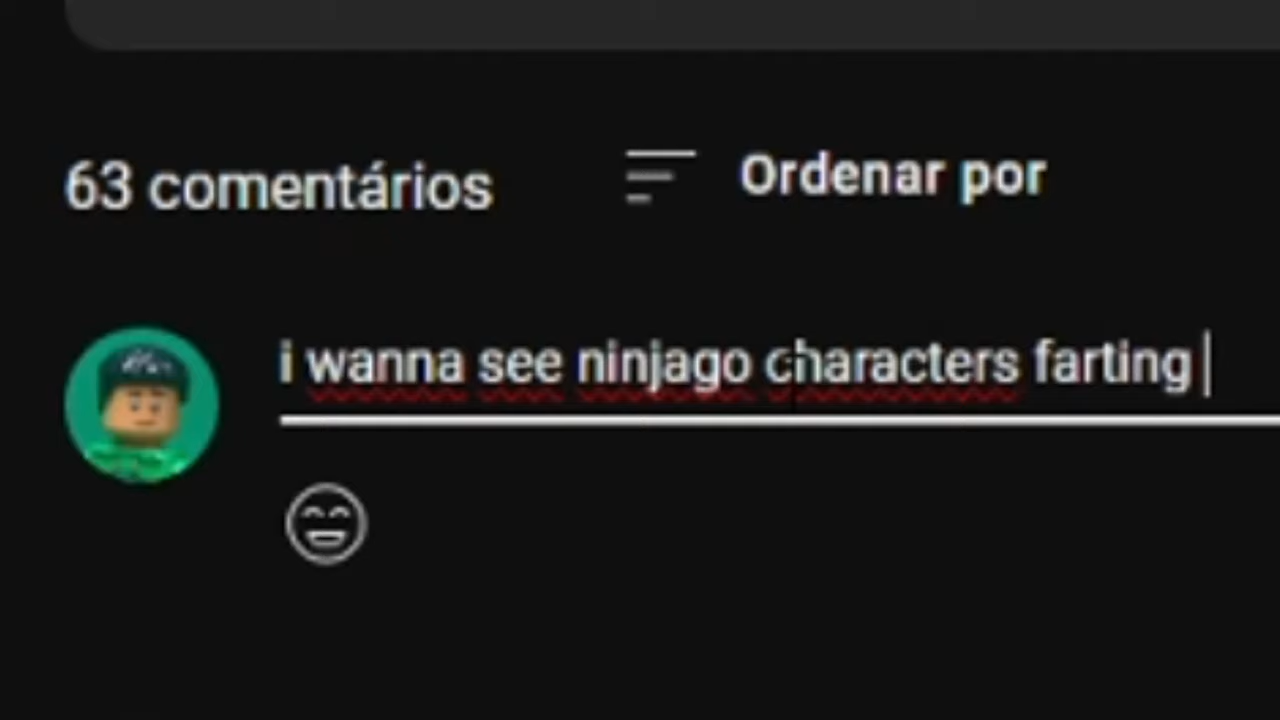 63 comentários
Ordenar por
i wanna see ninjago characters farting